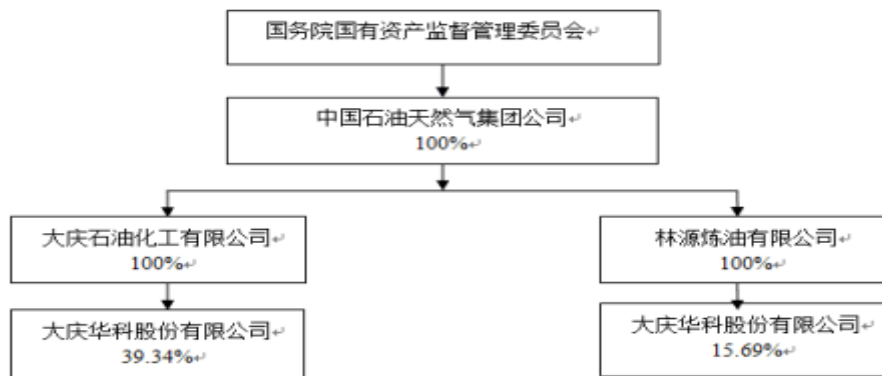 国务院国有资产监督管理委员会↵
中国石油天然气集团公司↵
100%↵
大庆石油化工有限公司↵
100%↵
林源炼油有限公司↵
100%↵
大庆华科股份有限公司↵
39.34%↵
大庆华科股份有限公司↵
15.69%↵